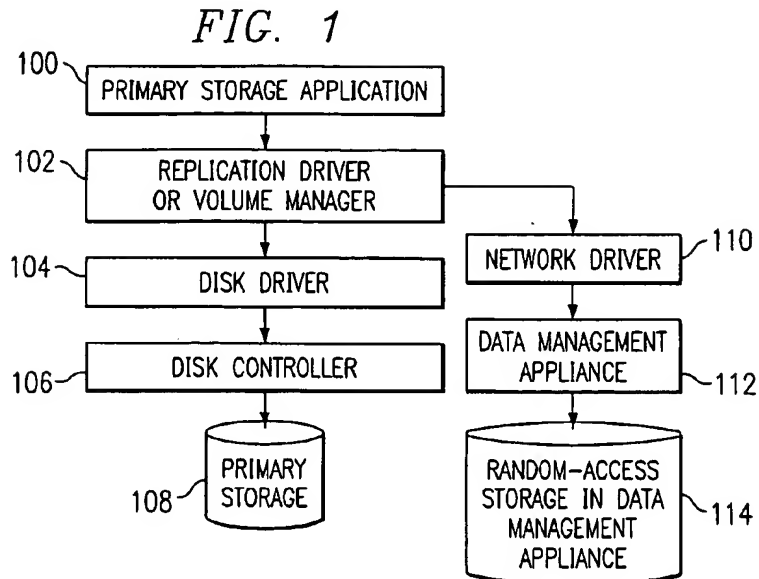 FIG. 1
100
PRIMARY STORAGE APPLICATION
102
REPLICATION DRIVER
OR VOLUME MANAGER
104
DISK DRIVER
NETWORK DRIVER
110
106
DISK CONTROLLER
DATA MANAGEMENT
APPLIANCE
112
108
PRIMARY
STORAGE
RANDOM-ACCESS
STORAGE IN DATA
MANAGEMENT
APPLIANCE
114